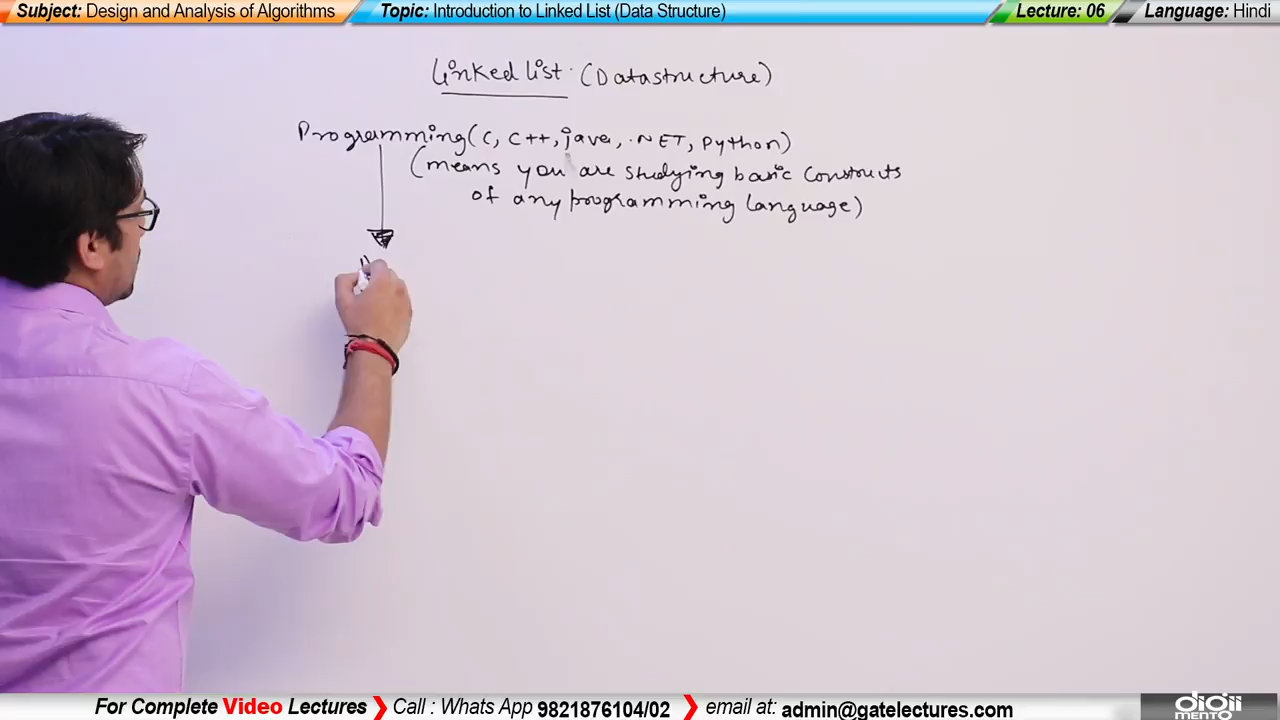 Subject: Design and Analysis of Algorithms
Topic: Introduction to Linked List (Data Structure)
Lecture: 06
Language: Hindi
Linked list (Datastructure)
Programming (C, C++, java, .NET, Python)
(means you are studying basic constructs
of any programming language)
For Complete Video Lectures
Call : Whats App 9821876104/02
email at: admin@gatelectures.com
digii
MENTO